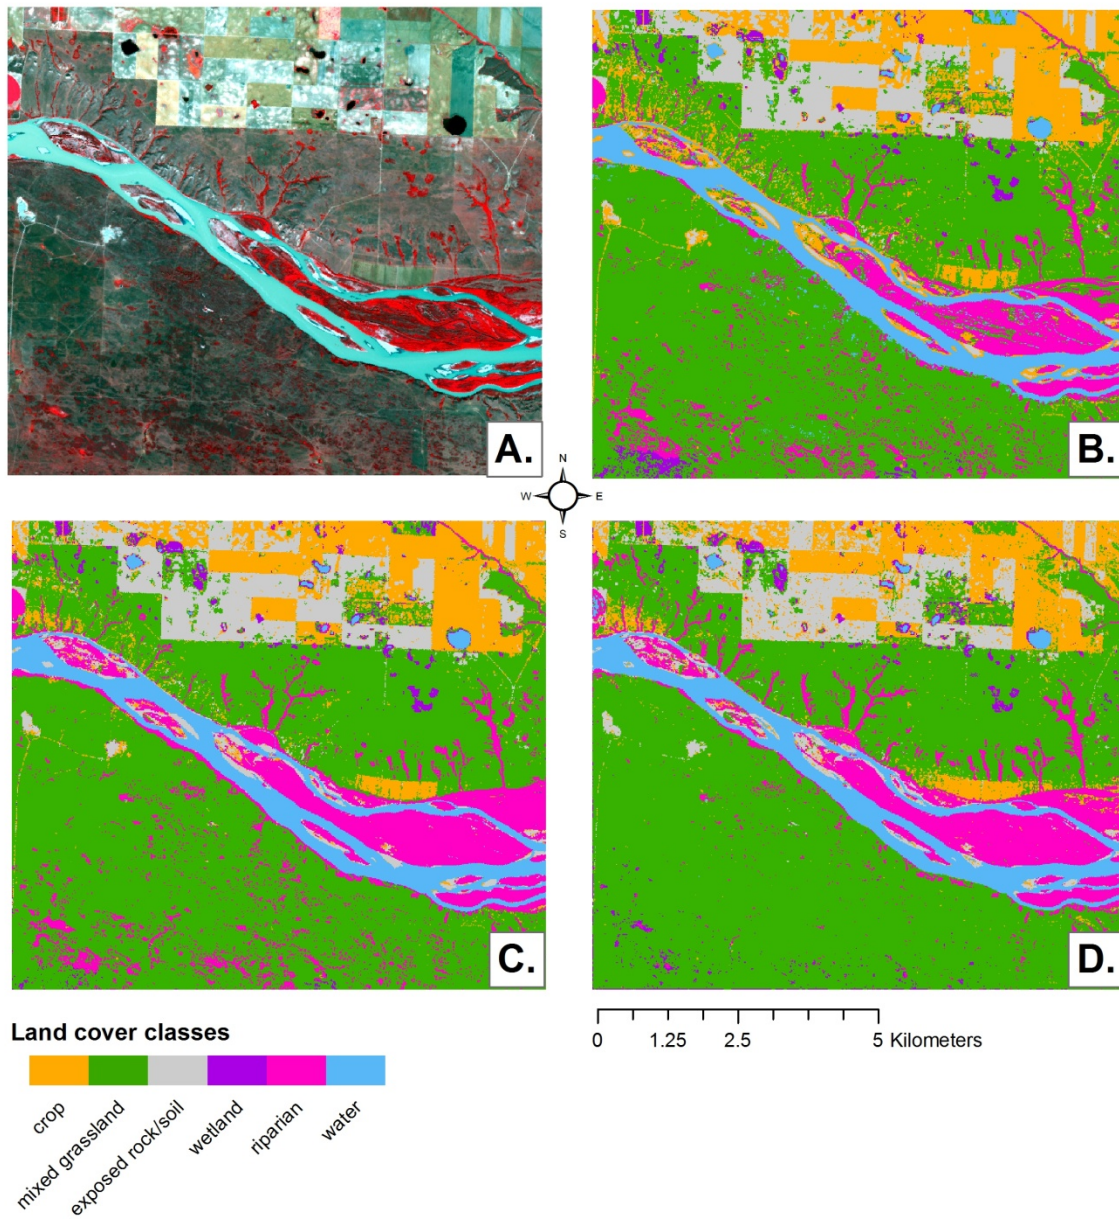 A.
B.
N
W E
S
C.
D.
Land cover classes
crop
mixed grassland
exposed rock/soil
wetland
riparian
water
0 1.25 2.5 5 Kilometers